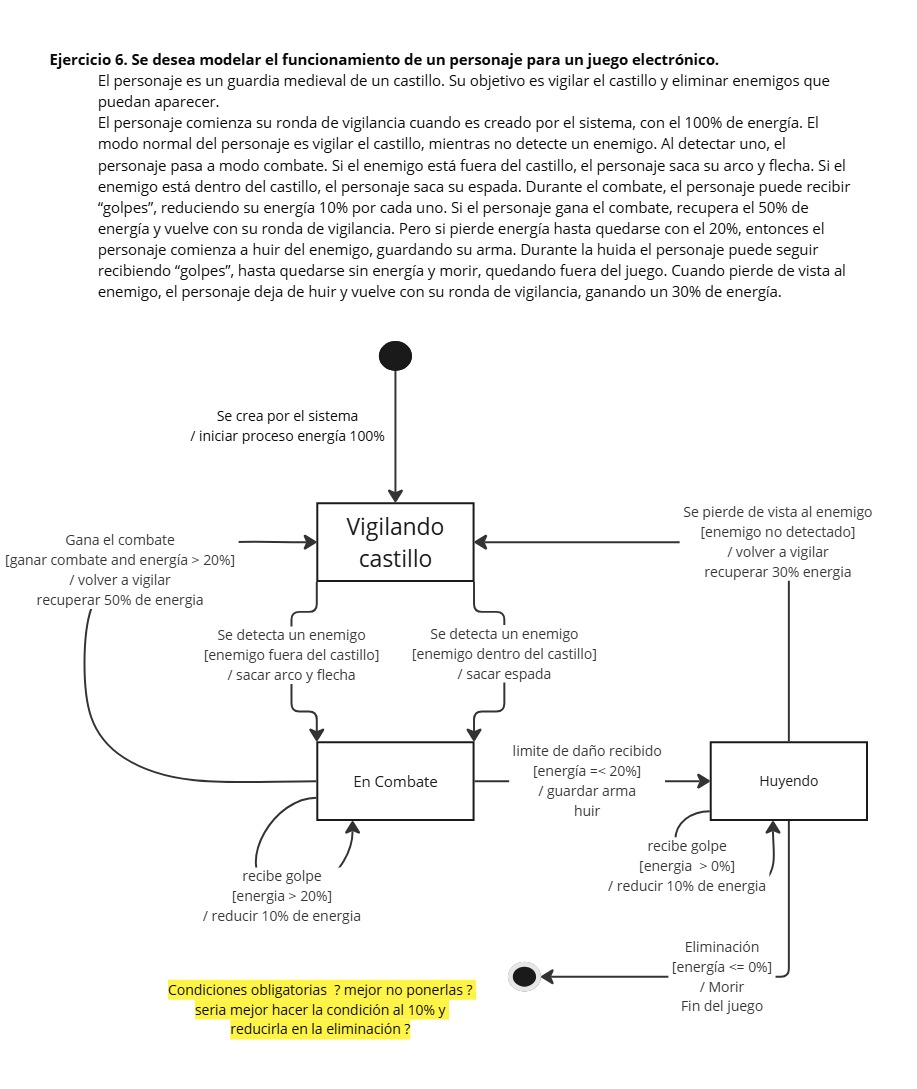 Ejercicio 6. Se desea modelar el funcionamiento de un personaje para un juego electrónico.
El personaje es un guardia medieval de un castillo. Su objetivo es vigilar el castillo y eliminar enemigos que
puedan aparecer.
El personaje comienza su ronda de vigilancia cuando es creado por el sistema, con el 100% de energía. El
modo normal del personaje es vigilar el castillo, mientras no detecte un enemigo. Al detectar uno, el
personaje pasa a modo combate. Si el enemigo está fuera del castillo, el personaje saca su arco y flecha. Si el
enemigo está dentro del castillo, el personaje saca su espada. Durante el combate, el personaje puede recibir
“golpes”, reduciendo su energía 10% por cada uno. Si el personaje gana el combate, recupera el 50% de
energía y vuelve con su ronda de vigilancia. Pero si pierde energía hasta quedarse con el 20%, entonces el
personaje comienza a huir del enemigo, guardando su arma. Durante la huida el personaje puede seguir
recibiendo “golpes”, hasta quedarse sin energía y morir, quedando fuera del juego. Cuando pierde de vista al
enemigo, el personaje deja de huir y vuelve con su ronda de vigilancia, ganando un 30% de energía.
Se crea por el sistema
/ iniciar proceso energía 100%
Vigilando
castillo
Gana el combate
[ganar combate and energía > 20%]
/ volver a vigilar
recuperar 50% de energia
Se pierde de vista al enemigo
[enemigo no detectado]
/ volver a vigilar
recuperar 30% energia
Se detecta un enemigo
[enemigo fuera del castillo]
/ sacar arco y flecha
Se detecta un enemigo
[enemigo dentro del castillo]
/ sacar espada
En Combate
limite de daño recibido
[energía =< 20%]
/ guardar arma
huir
Huyendo
recibe golpe
[energia > 20%]
/ reducir 10% de energia
recibe golpe
[energia  > 0%]
/ reducir 10% de energia
Eliminación
[energía <= 0%]
/ Morir
Fin del juego
Condiciones obligatorias  ? mejor no ponerlas ?
seria mejor hacer la condición al 10% y
reducirla en la eliminación ?